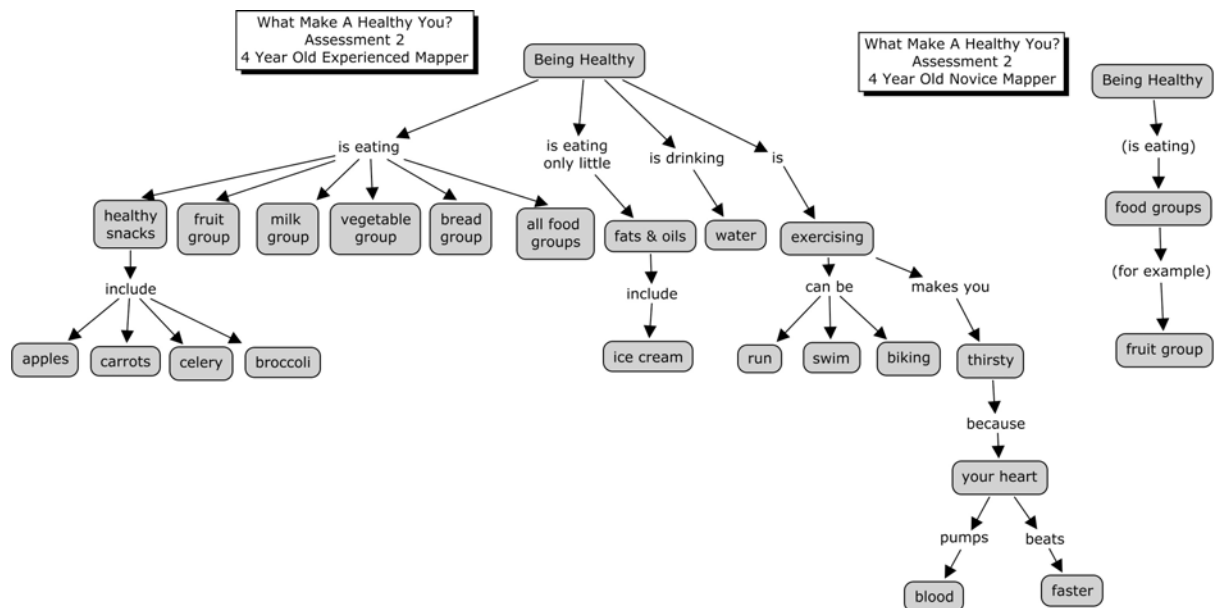 What Make A Healthy You?
Assessment 2
4 Year Old Experienced Mapper
Being Healthy
is eating
is eating
only little
is drinking
is
healthy
snacks
fruit
group
milk
group
vegetable
group
bread
group
all food
groups
fats & oils
water
exercising
include
include
can be
makes you
apples
carrots
celery
broccoli
ice cream
run
swim
biking
thirsty
because
your heart
pumps
beats
blood
faster
What Make A Healthy You?
Assessment 2
4 Year Old Novice Mapper
Being Healthy
(is eating)
food groups
(for example)
fruit group